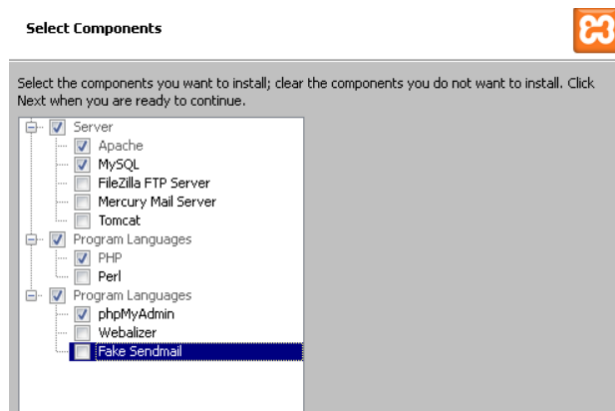 Select Components
Select the components you want to install; clear the components you do not want to install. Click
Next when you are ready to continue.
Server
Apache
MySQL
FileZilla FTP Server
Mercury Mail Server
Tomcat
Program Languages
PHP
Perl
Program Languages
phpMyAdmin
Webalizer
Fake Sendmail